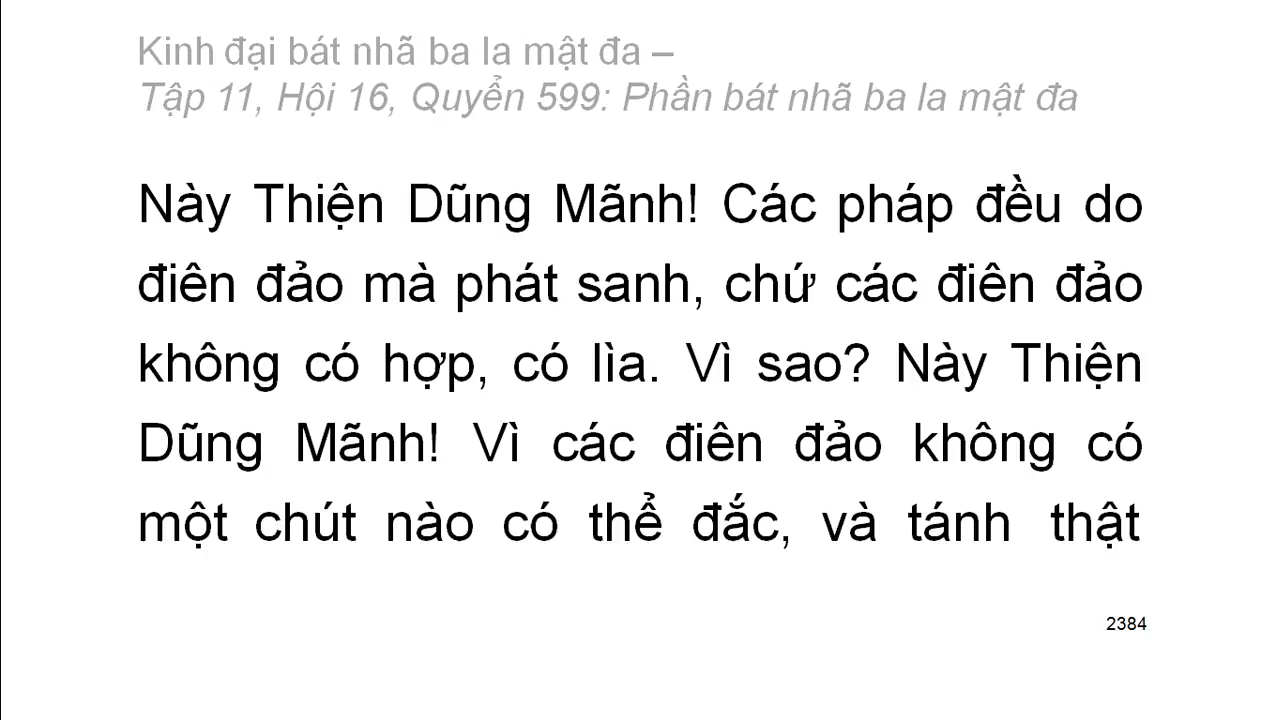 Kinh đại bát nhã ba la mật đa –
Tập 11, Hội 16, Quyển 599: Phần bát nhã ba la mật đa
Này Thiện Dũng Mãnh! Các pháp đều do
điên đảo mà phát sanh, chứ các điên đảo
không có hợp, có lìa. Vì sao? Này Thiện
Dũng Mãnh! Vì các điên đảo không có
một chút nào có thể đắc, và tánh thật
2384